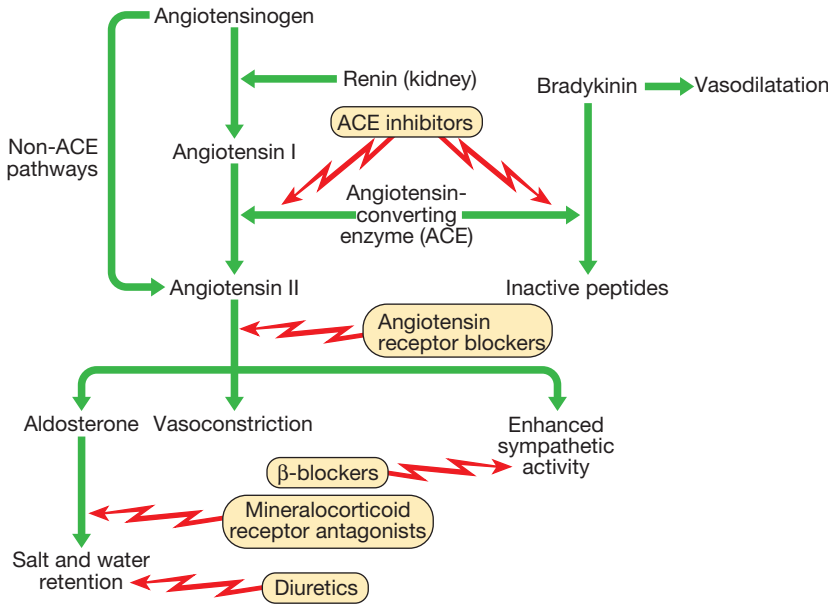 Angiotensinogen
Renin (kidney)
Bradykinin
Vasodilatation
ACE inhibitors
Non-ACE
pathways
Angiotensin I
Angiotensin-
converting
enzyme (ACE)
Angiotensin II
Inactive peptides
Angiotensin
receptor blockers
Aldosterone
Vasoconstriction
Enhanced
sympathetic
activity
β-blockers
Mineralocorticoid
receptor antagonists
Salt and water
retention
Diuretics